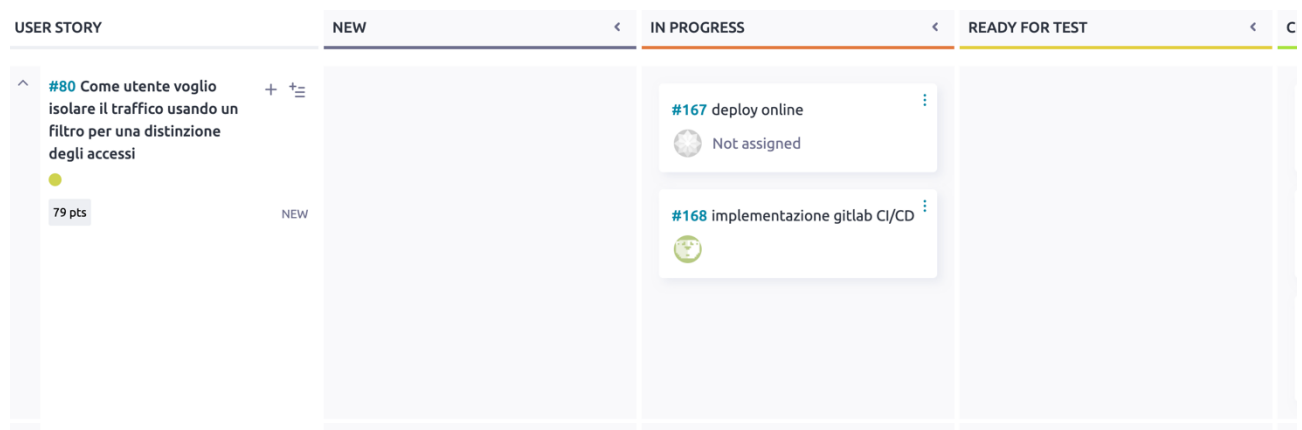 USER STORY
NEW
IN PROGRESS
READY FOR TEST
#80 Come utente voglio
isolare il traffico usando un
filtro per una distinzione
degli accessi
79 pts
NEW
#167 deploy online
Not assigned
#168 implementazione gitlab CI/CD